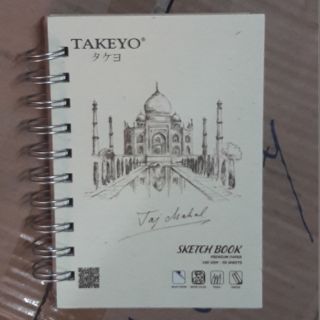 TAKEYO®
タケヨ
Taj Mahal
SKETCH BOOK
PREMIUM PAPER